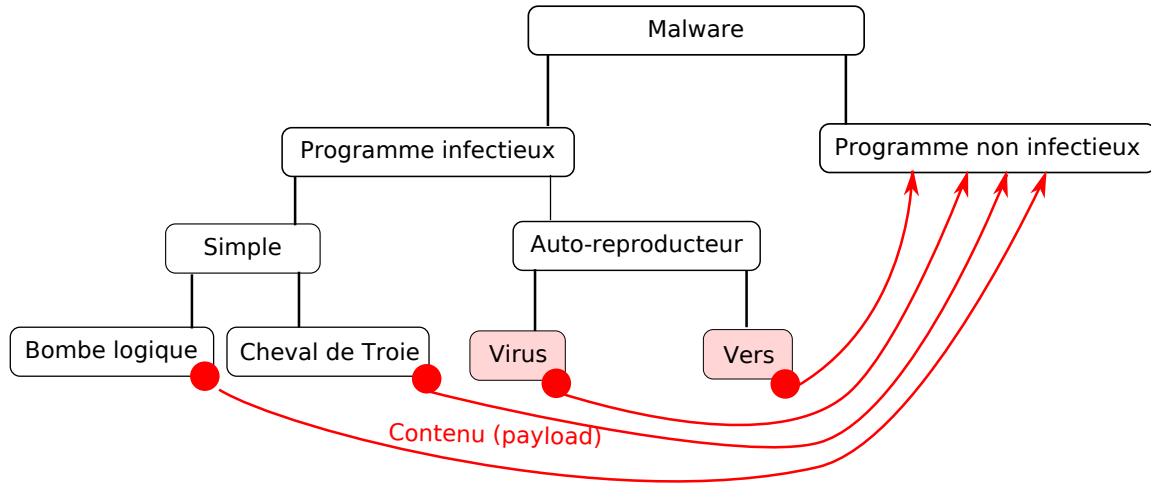 Malware
Programme infectieux
Programme non infectieux
Simple
Auto-reproducteur
Bombe logique
Cheval de Troie
Virus
Vers
Contenu (payload)